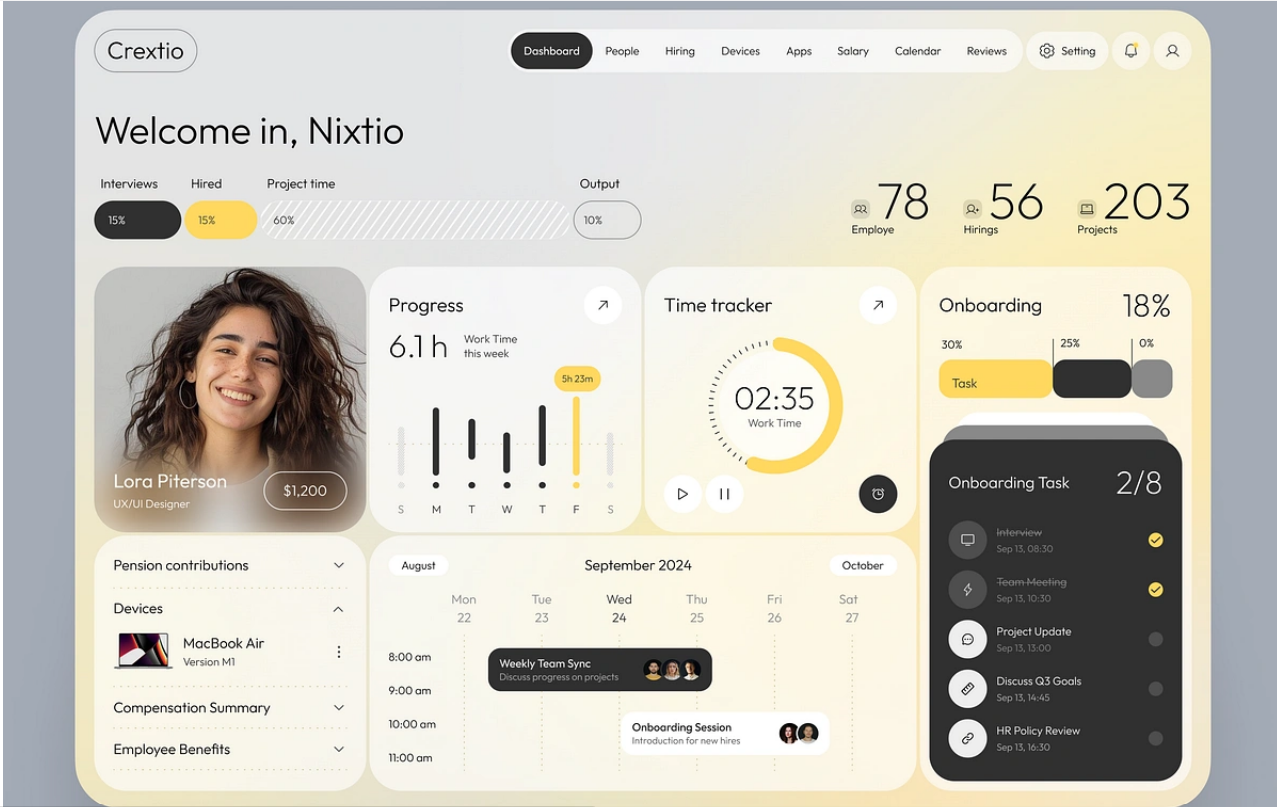 Crextio
Dashboard
People
Hiring
Devices
Apps
Salary
Calendar
Reviews
Setting
Welcome in, Nixtio
Interviews
Hired
Project time
Output
15%
15%
60%
10%
78
Employe
56
Hirings
203
Projects
Lora Piterson
UX/UI Designer
$1,200
Progress
6.1 h
Work Time
this week
5h 23m
S
M
T
W
T
F
S
Time tracker
02:35
Work Time
Onboarding
18%
30%
25%
0%
Task
Onboarding Task
2/8
Interview
Sep 13, 08:30
Team Meeting
Sep 13, 10:30
Project Update
Sep 13, 13:00
Discuss Q3 Goals
Sep 13, 14:45
HR Policy Review
Sep 13, 16:30
Pension contributions
Devices
MacBook Air
Version M1
Compensation Summary
Employee Benefits
August
September 2024
October
Mon
Tue
Wed
Thu
Fri
Sat
22
23
24
25
26
27
8:00 am
9:00 am
10:00 am
11:00 am
Weekly Team Sync
Discuss progress on projects
Onboarding Session
Introduction for new hires